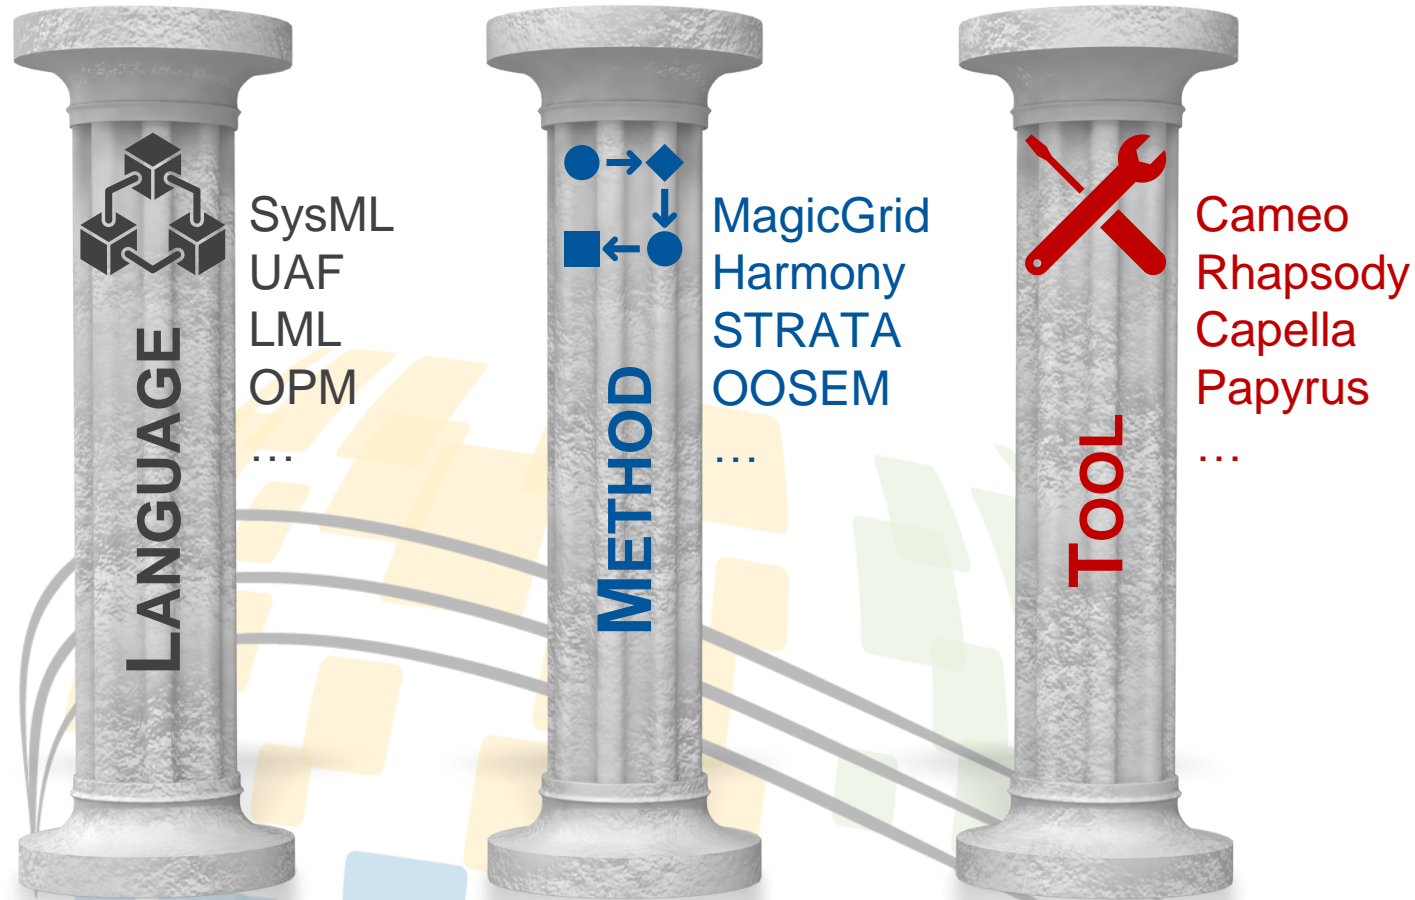 LANGUAGE
SysML
UAF
LML
OPM
…
METHOD
MagicGrid
Harmony
STRATA
OOSEM
…
TOOL
Cameo
Rhapsody
Capella
Papyrus
…